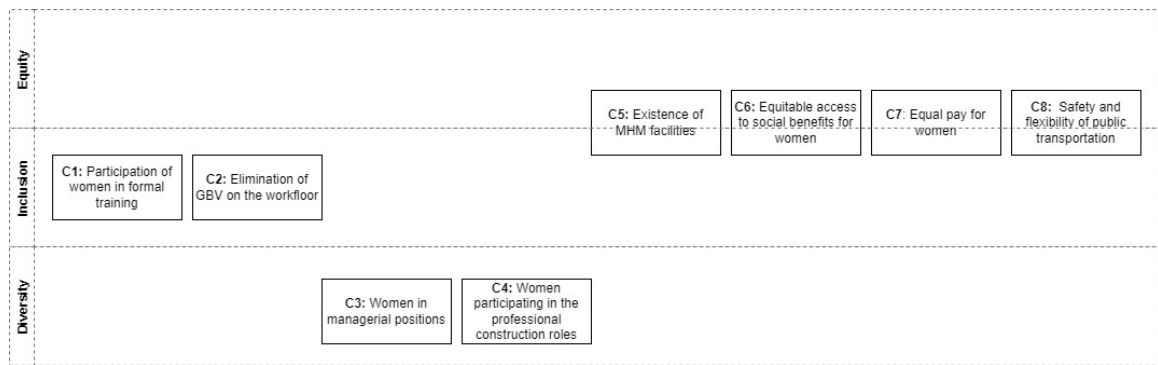 Equity
C5: Existence of
MHM facilities
C6: Equitable access
to social benefits for
women
C7: Equal pay for
women
C8: Safety and
flexibility of public
transportation
Inclusion
C1: Participation of
women in formal
training
C2: Elimination of
GBV on the workfloor
Diversity
C3: Women in
managerial positions
C4: Women
participating in the
professional
construction roles